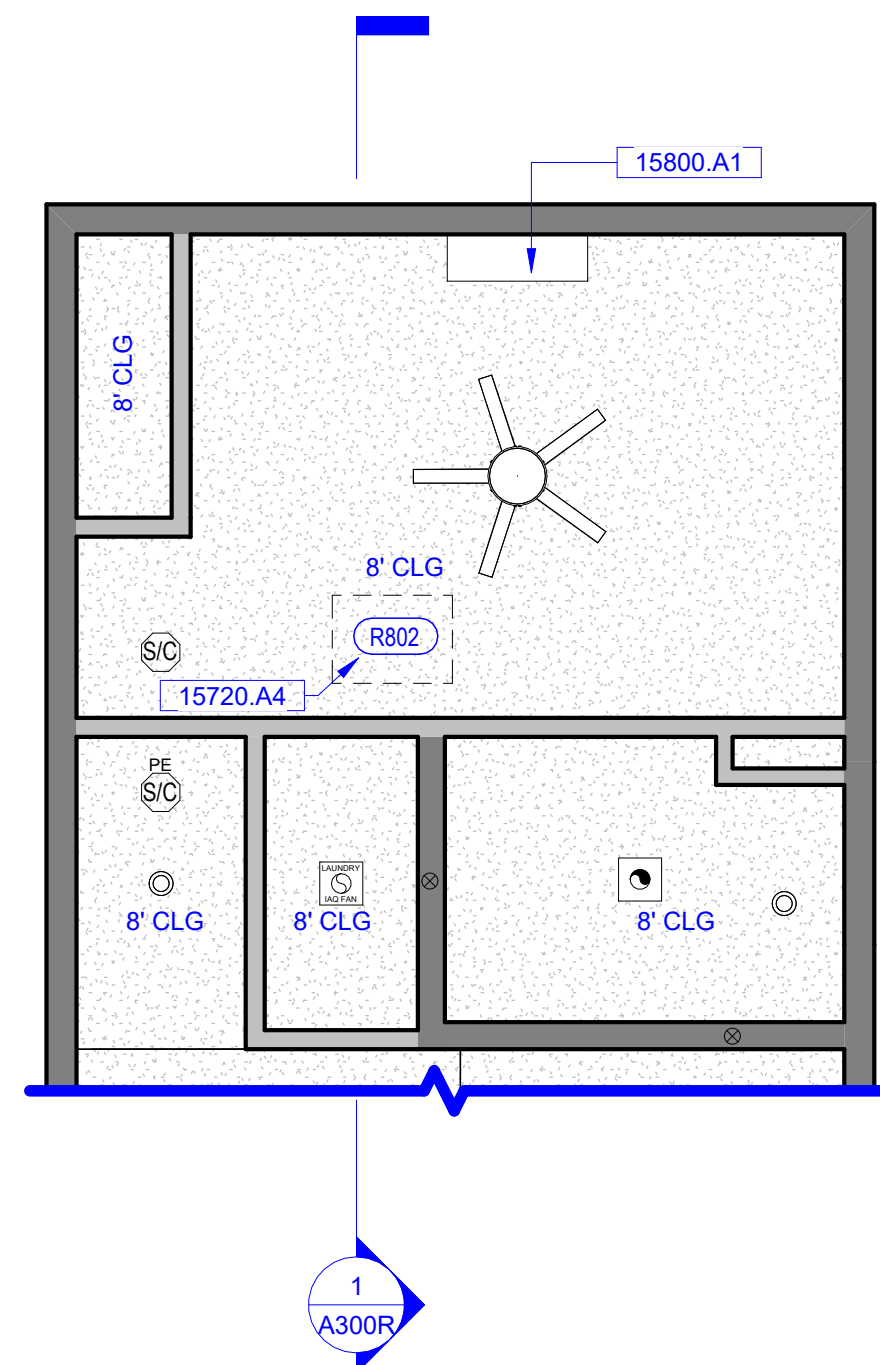 15800.A1
8' CLG
8' CLG
R802
S/C
15720.A4
PE
S/C
LAUNDRY
IAQ FAN
8' CLG
8' CLG
8' CLG
1
A300R